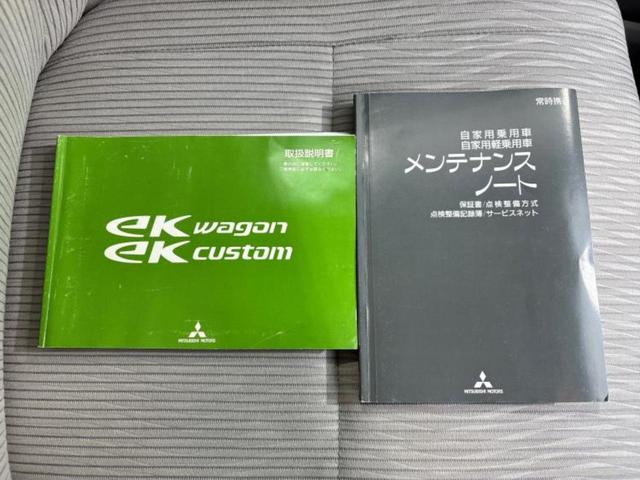 取扱説明書
eK wagon
eK custom
MITSUBISHI MOTORS
常時携
自家用乗用車
自家用軽乗用車
メンテナンス
ノート
保証書/点検整備方式
点検整備記録簿/サービスネット
MITSUBISHI MOTORS